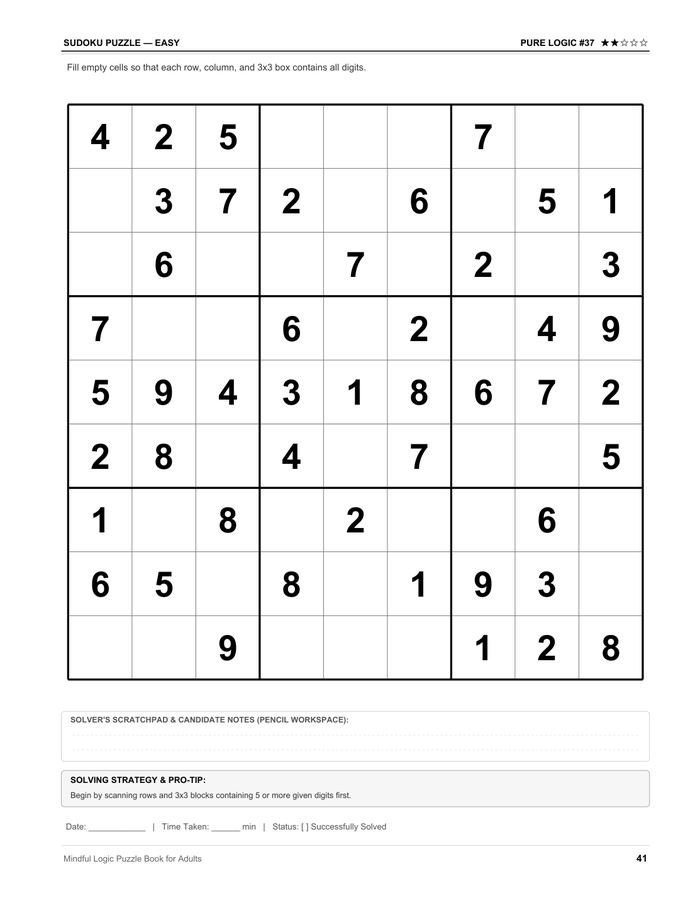 SUDOKU PUZZLE — EASY PURE LOGIC #37 ★★☆☆☆
Fill empty cells so that each row, column, and 3x3 box contains all digits.
4 2 5 7
3 7 2 6 5 1
6 7 2 3
7 6 2 4 9
5 9 4 3 1 8 6 7 2
2 8 4 7 5
1 8 2 6
6 5 8 1 9 3
9 1 2 8
SOLVER'S SCRATCHPAD & CANDIDATE NOTES (PENCIL WORKSPACE):
SOLVING STRATEGY & PRO-TIP:
Begin by scanning rows and 3x3 blocks containing 5 or more given digits first.
Date: ____________ | Time Taken: ______ min | Status: [ ] Successfully Solved
Mindful Logic Puzzle Book for Adults 41